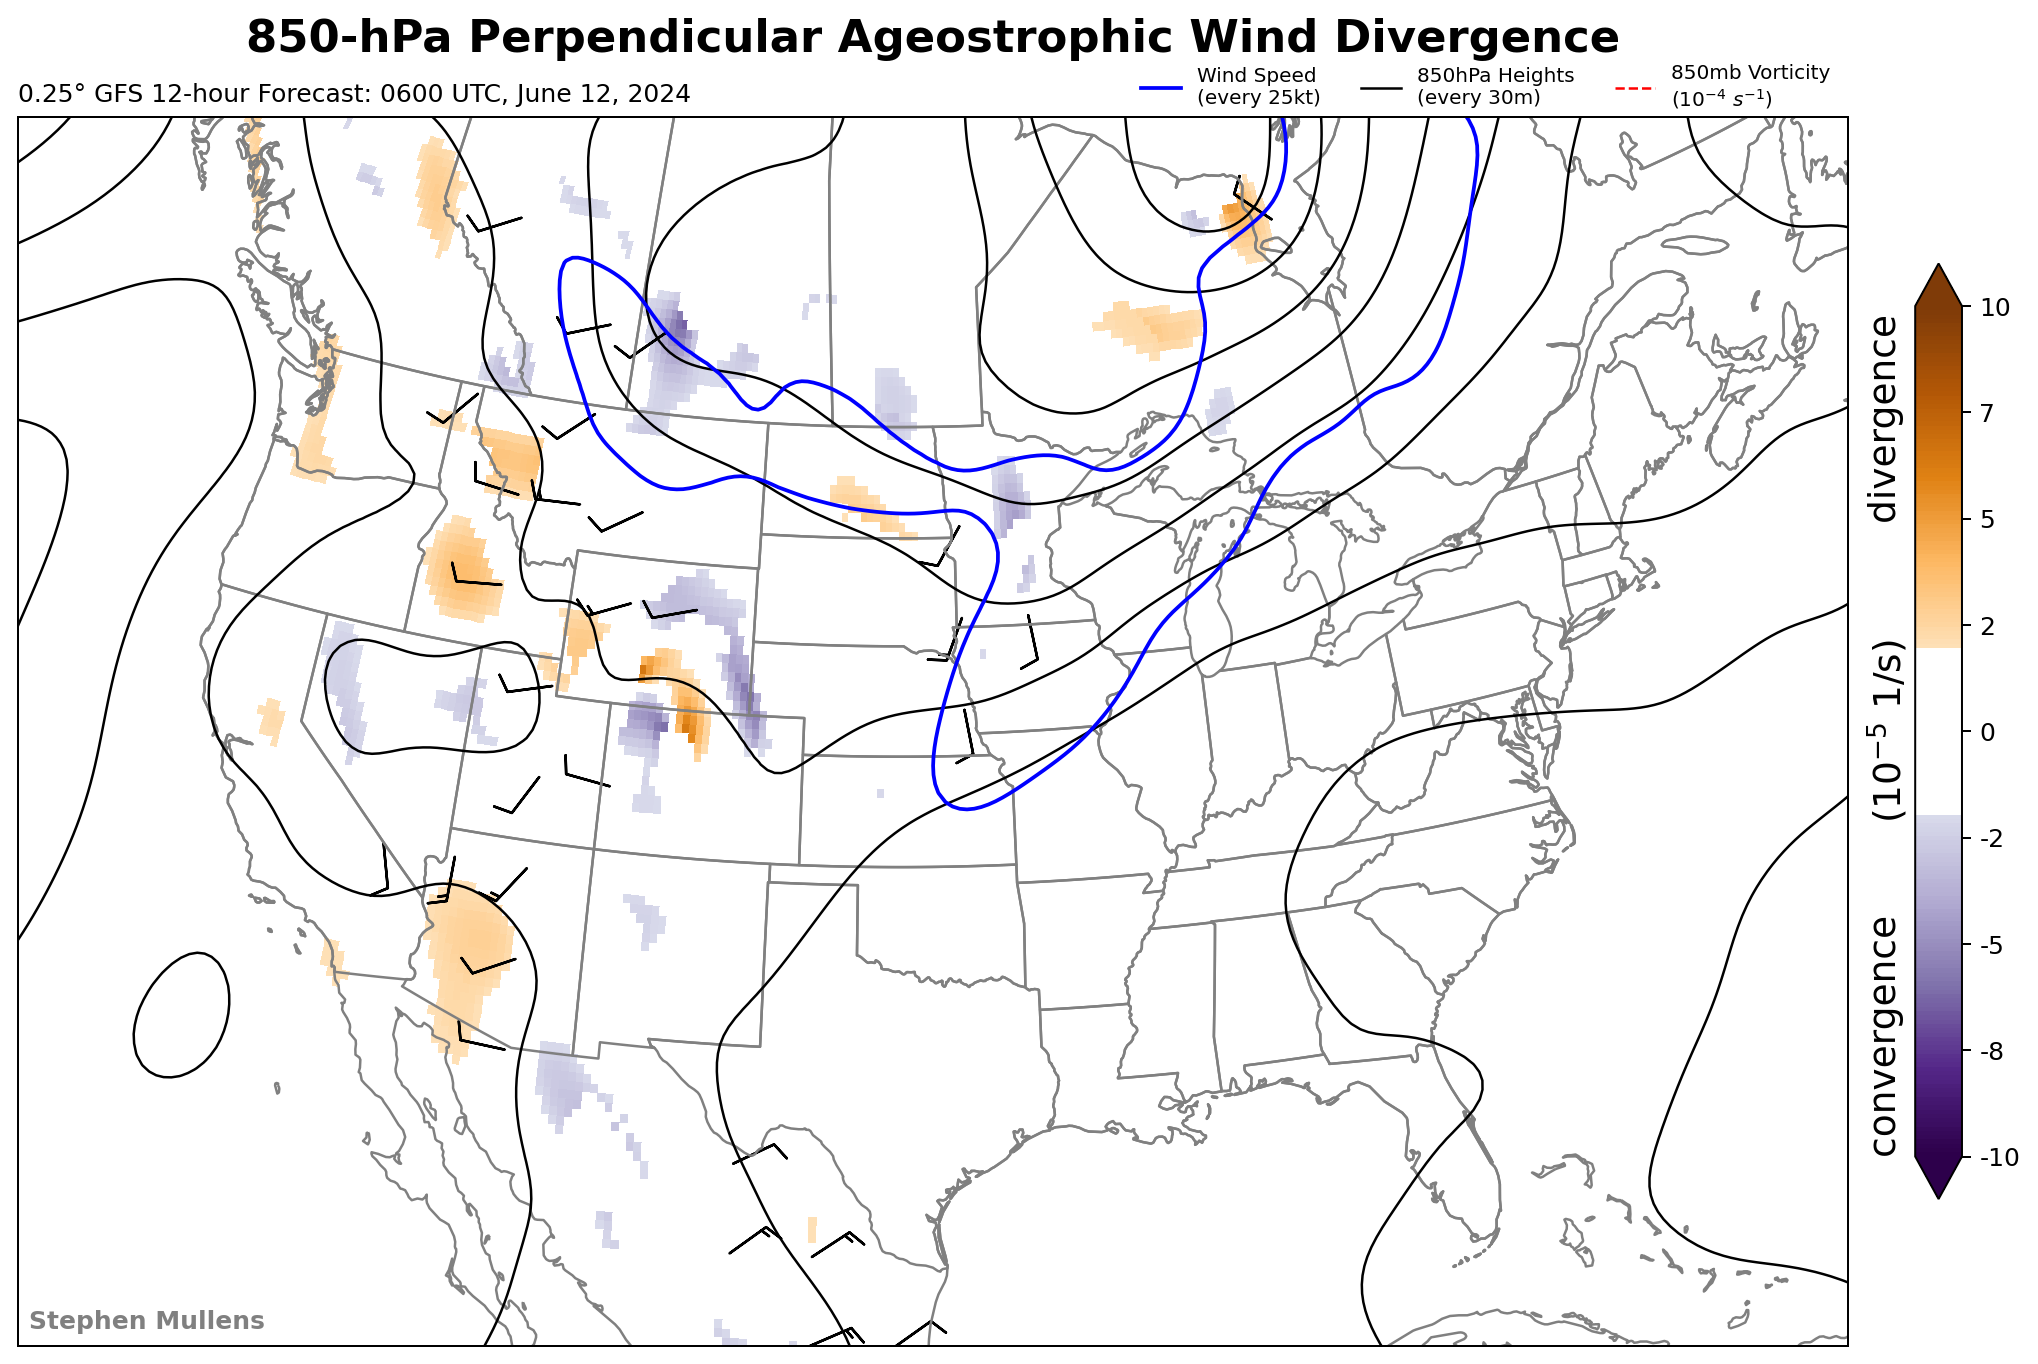 850-hPa Perpendicular Ageostrophic Wind Divergence
0.25° GFS 12-hour Forecast: 0600 UTC, June 12, 2024
Wind Speed
(every 25kt)
850hPa Heights
(every 30m)
850mb Vorticity
(10⁻⁴ s⁻¹)
10
7
5
2
0
-2
-5
-8
-10
convergence (10⁻⁵ 1/s) divergence
Stephen Mullens